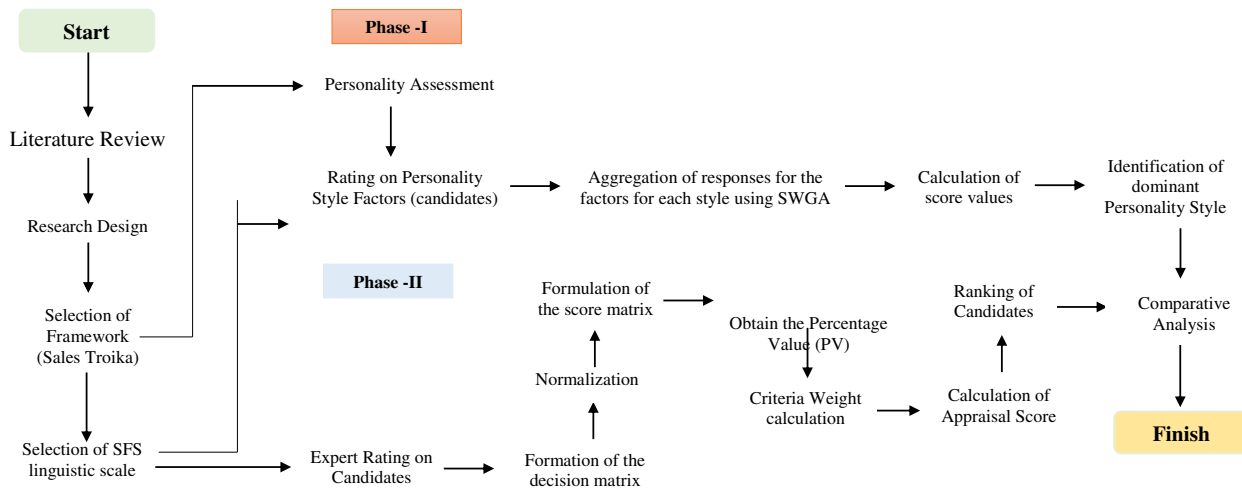 Start
Literature Review
Research Design
Selection of
Framework
(Sales Troika)
Selection of SFS
linguistic scale
Phase -I
Personality Assessment
Rating on Personality
Style Factors (candidates)
Aggregation of responses for the
factors for each style using SWGA
Calculation of
score values
Identification of
dominant
Personality Style
Phase -II
Expert Rating on
Candidates
Formation of the
decision matrix
Normalization
Formulation of
the score matrix
Obtain the Percentage
Value (PV)
Criteria Weight
calculation
Calculation of
Appraisal Score
Ranking of
Candidates
Comparative
Analysis
Finish